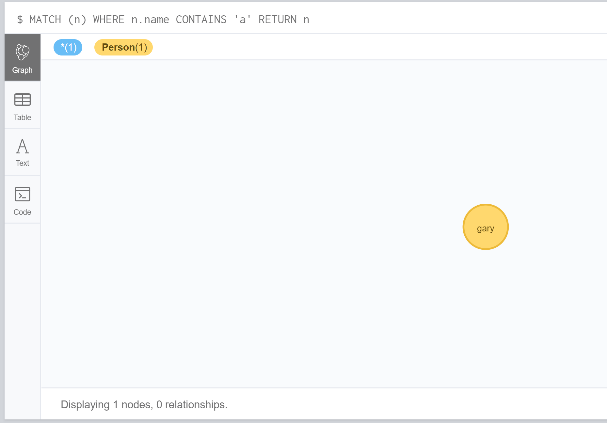 $ MATCH (n) WHERE n.name CONTAINS 'a' RETURN n
*(1) Person(1)
Graph
Table
A
Text
Code
gary
Displaying 1 nodes, 0 relationships.